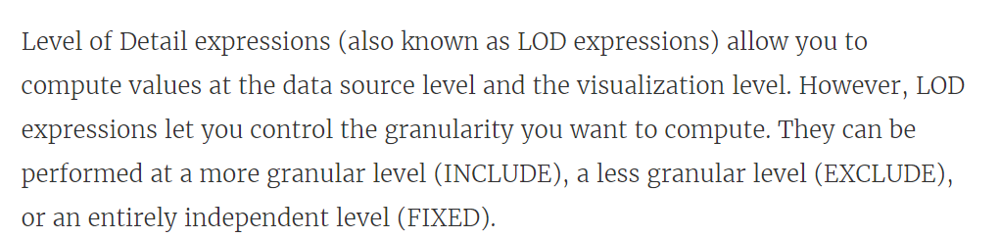 Level of Detail expressions (also known as LOD expressions) allow you to
compute values at the data source level and the visualization level. However, LOD
expressions let you control the granularity you want to compute. They can be
performed at a more granular level (INCLUDE), a less granular level (EXCLUDE),
or an entirely independent level (FIXED).